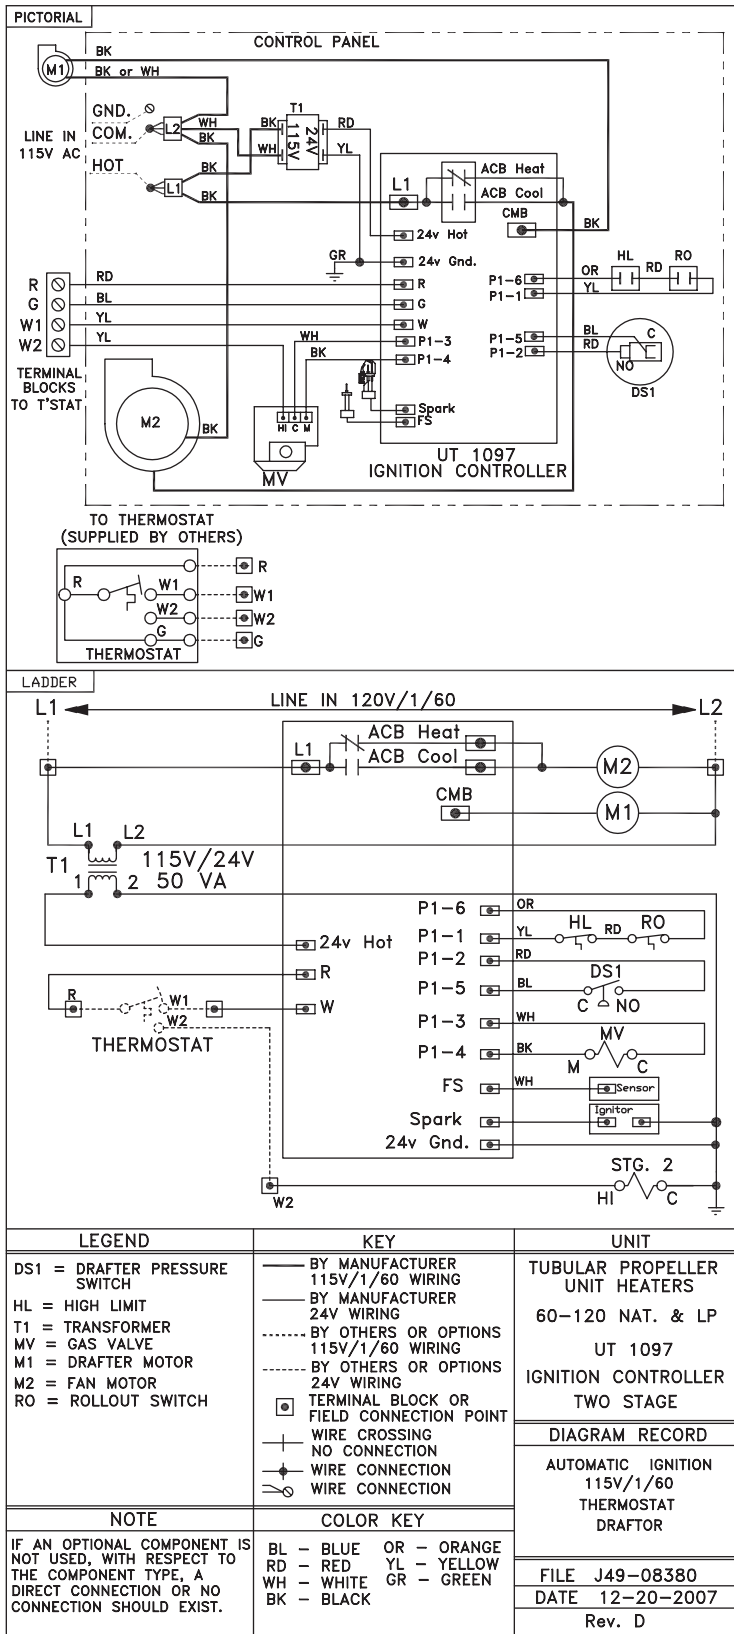 PICTORIAL
CONTROL PANEL
M1
BK
BK or WH
GND.
COM.
LINE IN
115V AC
HOT
L2
WH
BK
L1
BK
BK
BK
WH
T1
115V
24V
RD
YL
L1
ACB Heat
ACB Cool
CMB
BK
24v Hot
GR
24v Gnd.
R
G
W
P1-3
P1-4
Spark
FS
P1-6
P1-1
P1-5
P1-2
OR
YL
HL
RD
RO
BL
RD
C
NO
DS1
R
G
W1
W2
RD
BL
YL
YL
WH
BK
TERMINAL
BLOCKS
TO T'STAT
M2
BK
HI C M
MV
UT 1097
IGNITION CONTROLLER
TO THERMOSTAT
(SUPPLIED BY OTHERS)
R
W1
W2
G
THERMOSTAT
R
W1
W2
G
LADDER
L1
LINE IN 120V/1/60
L2
L1
ACB Heat
ACB Cool
M2
CMB
M1
L1
L2
T1
115V/24V
50 VA
1
2
24v Hot
R
W
R
W1
W2
THERMOSTAT
P1-6
OR
P1-1
YL
HL
RD
RO
P1-2
RD
P1-5
BL
DS1
C
NO
P1-3
WH
P1-4
BK
MV
M
C
FS
WH
Sensor
Spark
Ignitor
24v Gnd.
W2
STG. 2
HI
C
LEGEND
DS1 = DRAFTER PRESSURE
SWITCH
HL = HIGH LIMIT
T1 = TRANSFORMER
MV = GAS VALVE
M1 = DRAFTER MOTOR
M2 = FAN MOTOR
RO = ROLLOUT SWITCH
KEY
BY MANUFACTURER
115V/1/60 WIRING
BY MANUFACTURER
24V WIRING
BY OTHERS OR OPTIONS
115V/1/60 WIRING
BY OTHERS OR OPTIONS
24V WIRING
TERMINAL BLOCK OR
FIELD CONNECTION POINT
WIRE CROSSING
NO CONNECTION
WIRE CONNECTION
WIRE CONNECTION
UNIT
TUBULAR PROPELLER
UNIT HEATERS
60-120 NAT. & LP
UT 1097
IGNITION CONTROLLER
TWO STAGE
DIAGRAM RECORD
AUTOMATIC IGNITION
115V/1/60
THERMOSTAT
DRAFTOR
NOTE
IF AN OPTIONAL COMPONENT IS
NOT USED, WITH RESPECT TO
THE COMPONENT TYPE, A
DIRECT CONNECTION OR NO
CONNECTION SHOULD EXIST.
COLOR KEY
BL - BLUE OR - ORANGE
RD - RED YL - YELLOW
WH - WHITE GR - GREEN
BK - BLACK
FILE J49-08380
DATE 12-20-2007
Rev. D